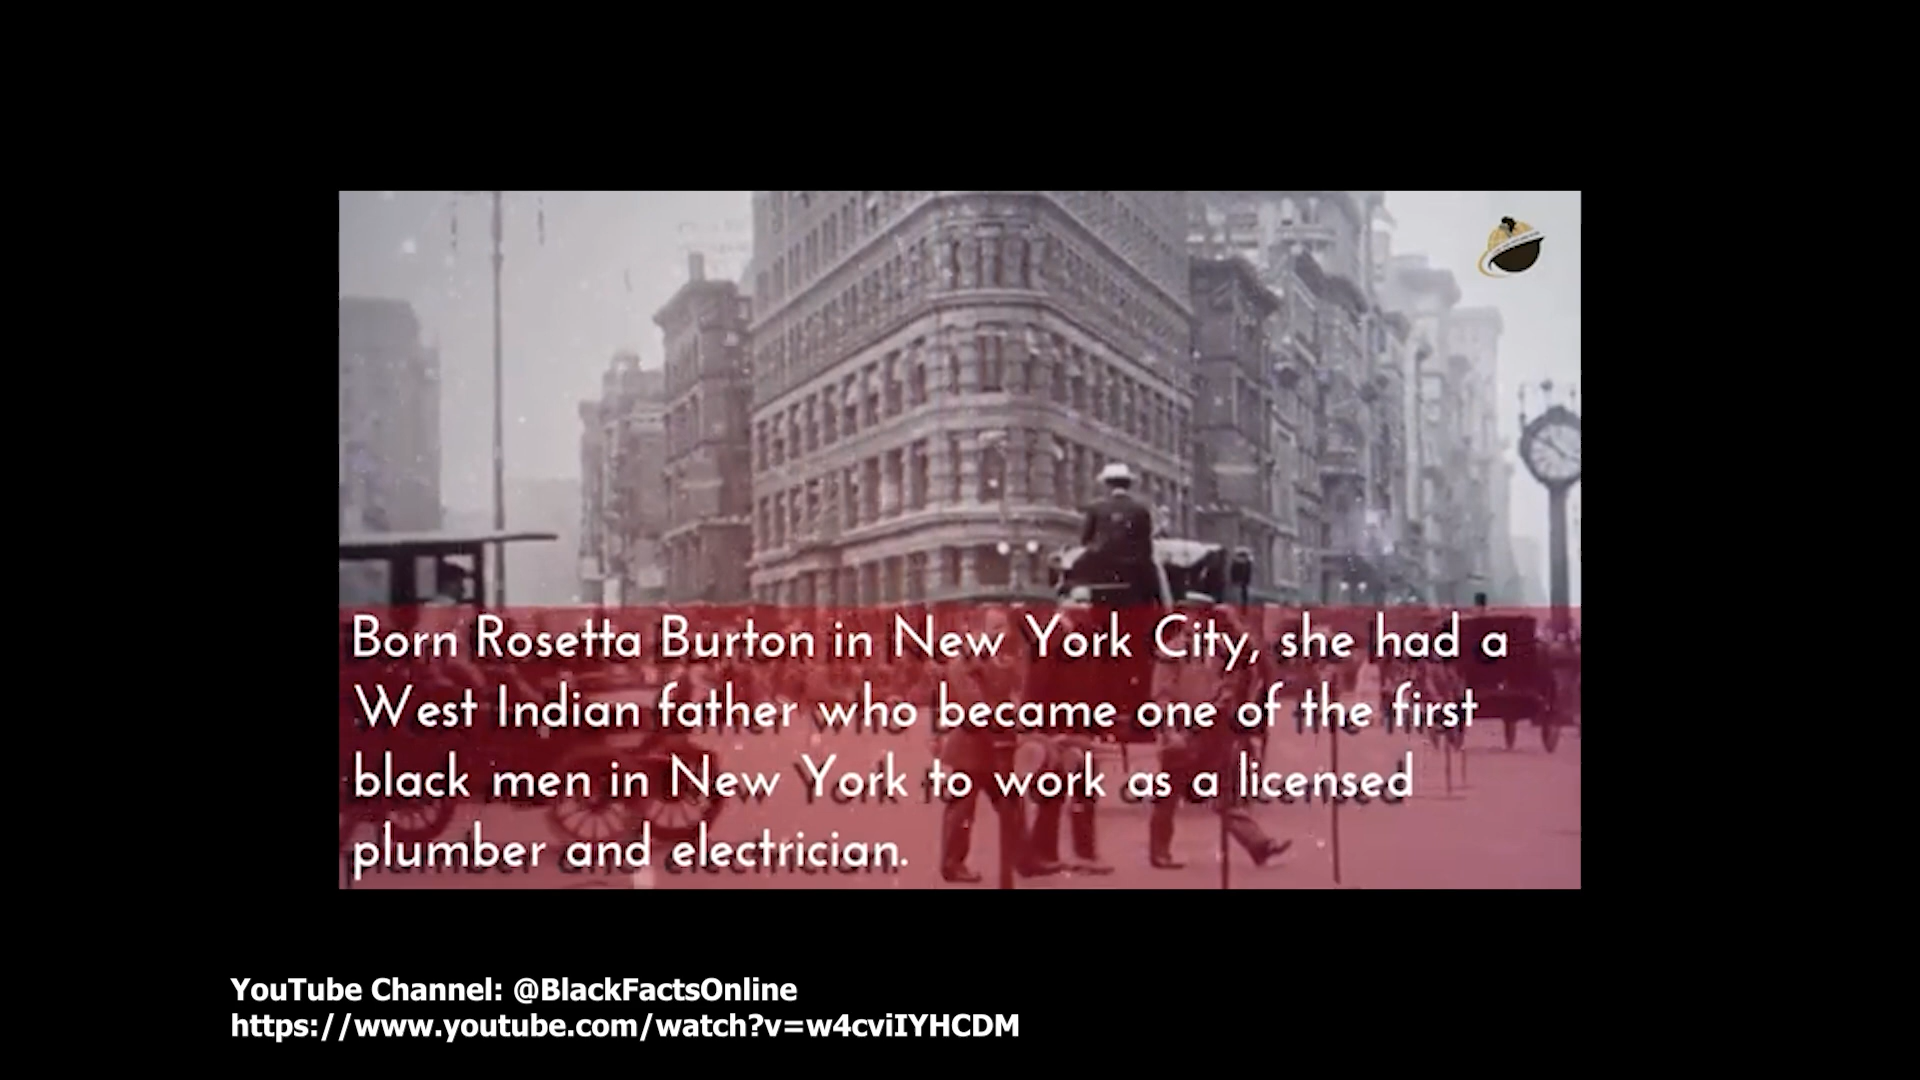 Born Rosetta Burton in New York City, she had a
West Indian father who became one of the first
black men in New York to work as a licensed
plumber and electrician.
YouTube Channel: @BlackFactsOnline
https://www.youtube.com/watch?v=w4cviIYHCDM